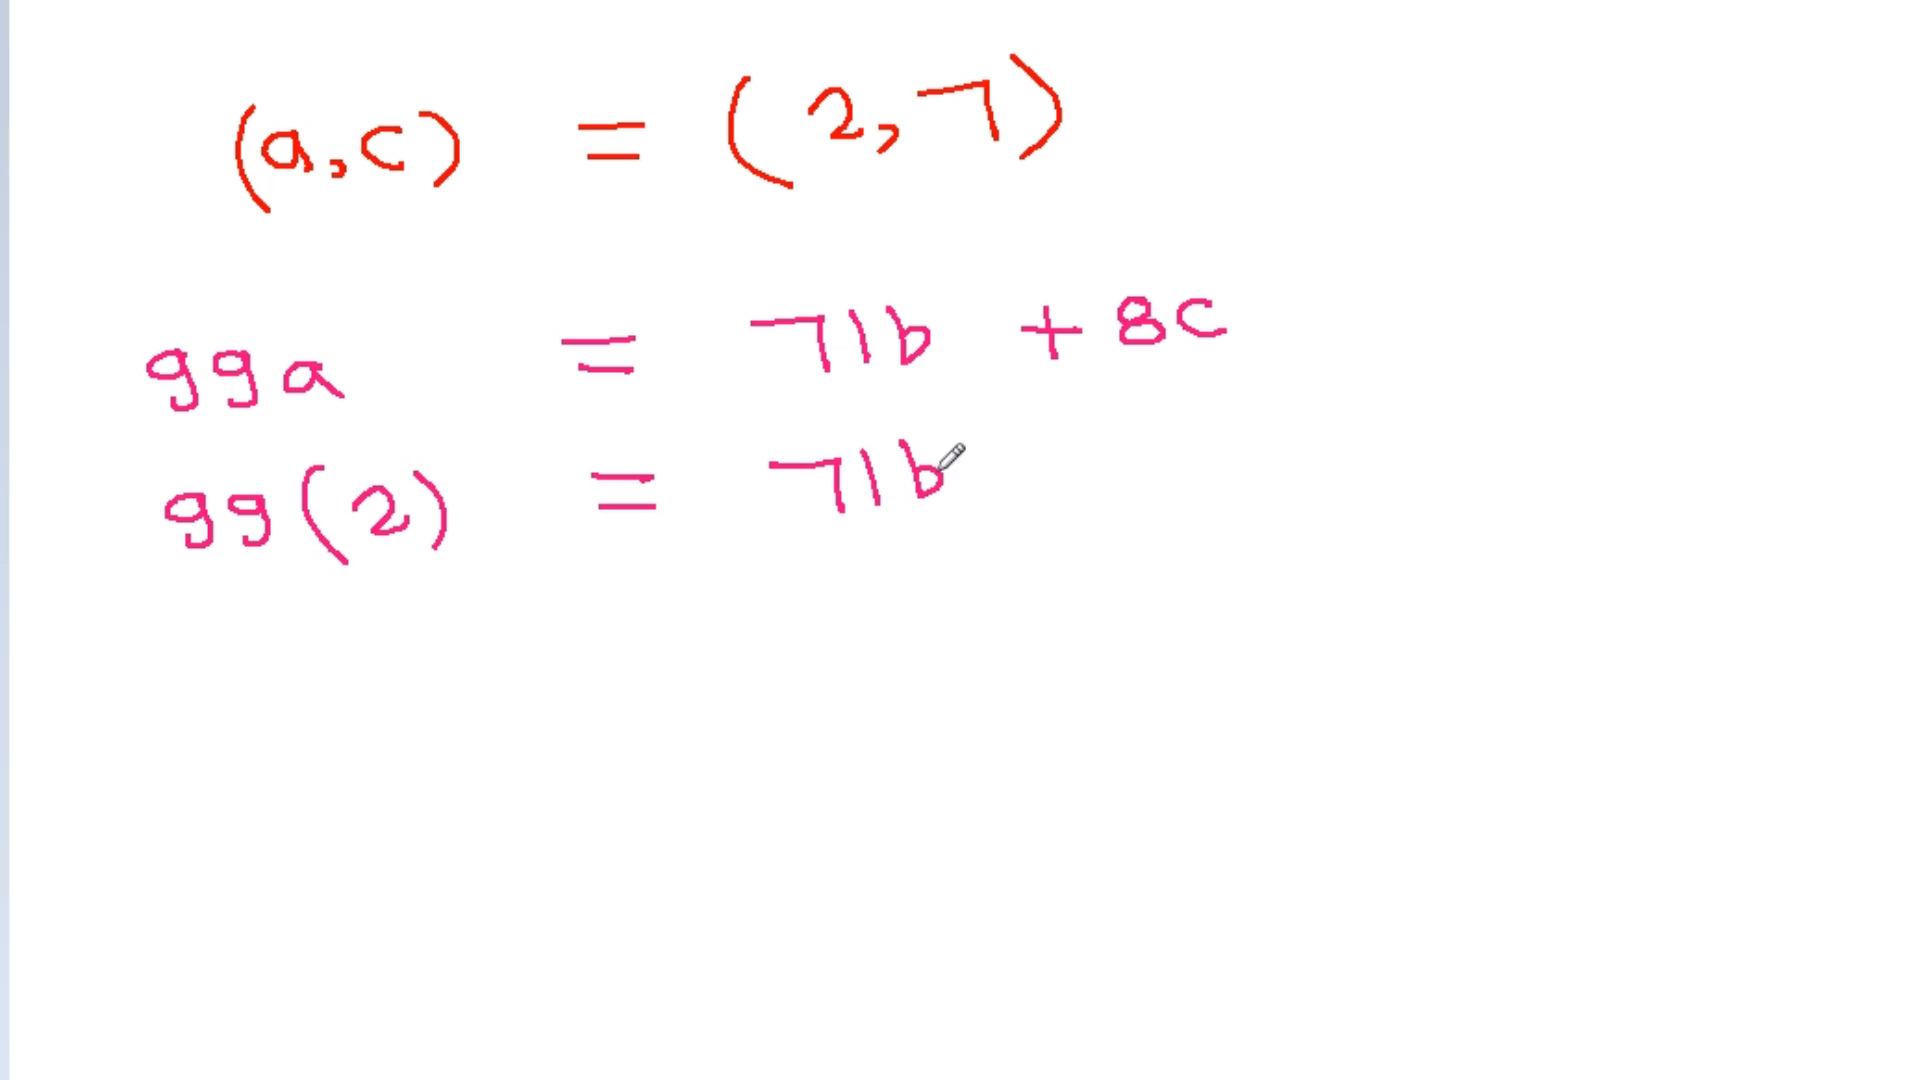 (a,c) = (2,7)
99a = 71b + 8c
99(2) = 71b